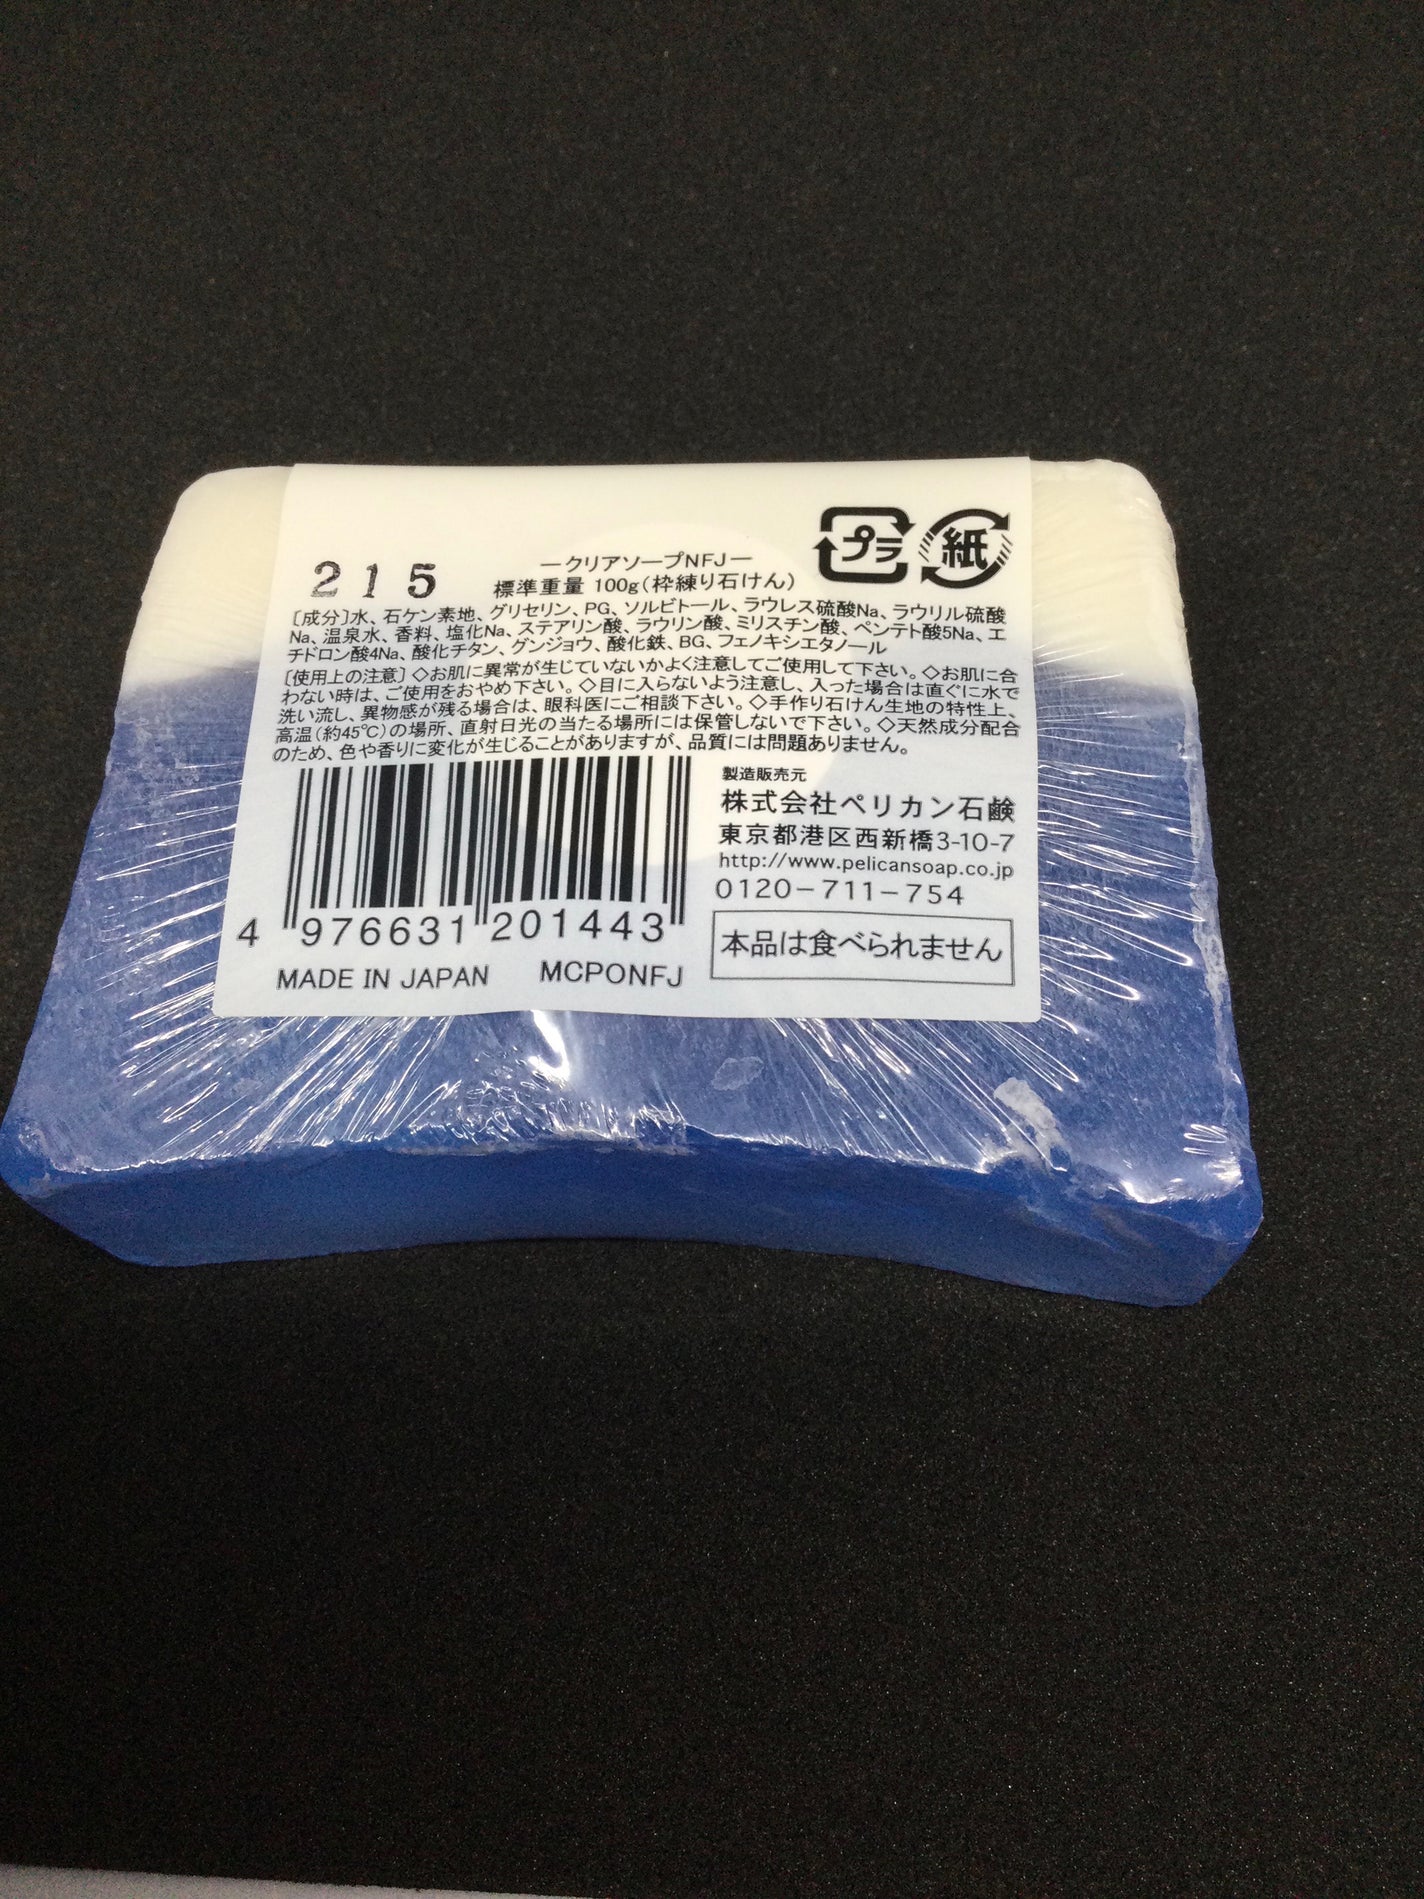 215
―クリアソープNFJ―
標準重量 100g(枠練り石けん)
プラ
紙
〔成分〕水、石ケン素地、グリセリン、PG、ソルビトール、ラウレス硫酸Na、ラウリル硫酸
Na、温泉水、香料、塩化Na、ステアリン酸、ラウリン酸、ミリスチン酸、ペンテト酸5Na、エ
チドロン酸4Na、酸化チタン、グンジョウ、酸化鉄、BG、フェノキシエタノール
〔使用上の注意〕◇お肌に異常が生じていないかよく注意してご使用して下さい。◇お肌に合
わない時は、ご使用をおやめ下さい。◇目に入らないよう注意し、入った場合は直ぐに水で
洗い流し、異物感が残る場合は、眼科医にご相談下さい。◇手作り石けん生地の特性上、
高温(約45℃)の場所、直射日光の当たる場所には保管しないで下さい。◇天然成分配合
のため、色や香りに変化が生じることがありますが、品質には問題ありません。
製造販売元
株式会社ペリカン石鹸
東京都港区西新橋3-10-7
http://www.pelicansoap.co.jp
0120-711-754
本品は食べられません
4 976631 201443
MADE IN JAPAN MCPONFJ